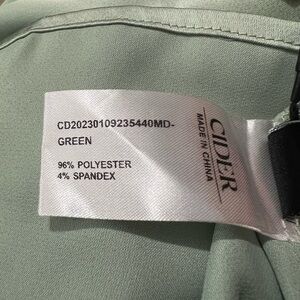 CD20230109235440MD-
GREEN
96% POLYESTER
4% SPANDEX
CIDER
MADE IN CHINA